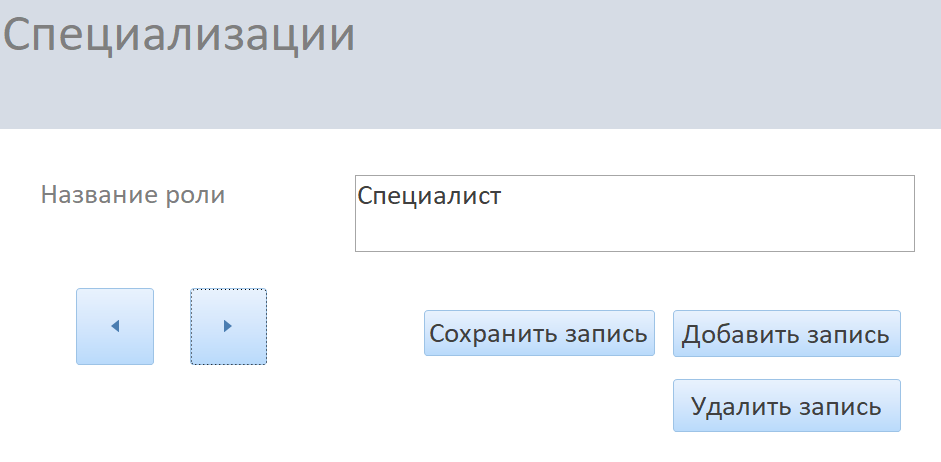 Специализации
Название роли
Специалист
Сохранить запись
Добавить запись
Удалить запись